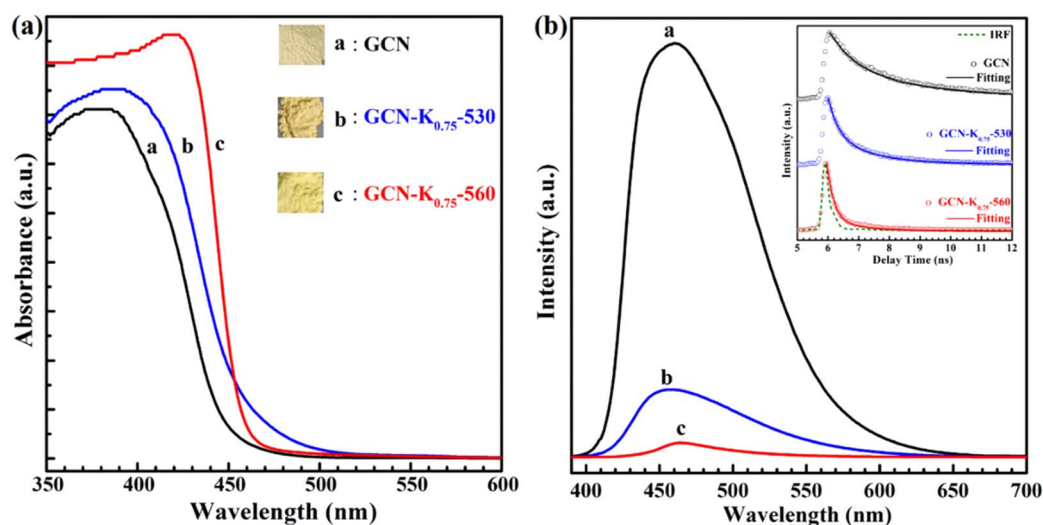 (a)
a : GCN
b : GCN-K0.75-530
c : GCN-K0.75-560
a
b
c
Absorbance (a.u.)
350 400 450 500 550 600
Wavelength (nm)
(b)
a
b
c
Intensity (a.u.)
400 450 500 550 600 650 700
Wavelength (nm)
IRF
GCN
Fitting
GCN-K0.75-530
Fitting
GCN-K0.75-560
Fitting
Intensity (a.u.)
5 6 7 8 9 10 11 12
Delay Time (ns)